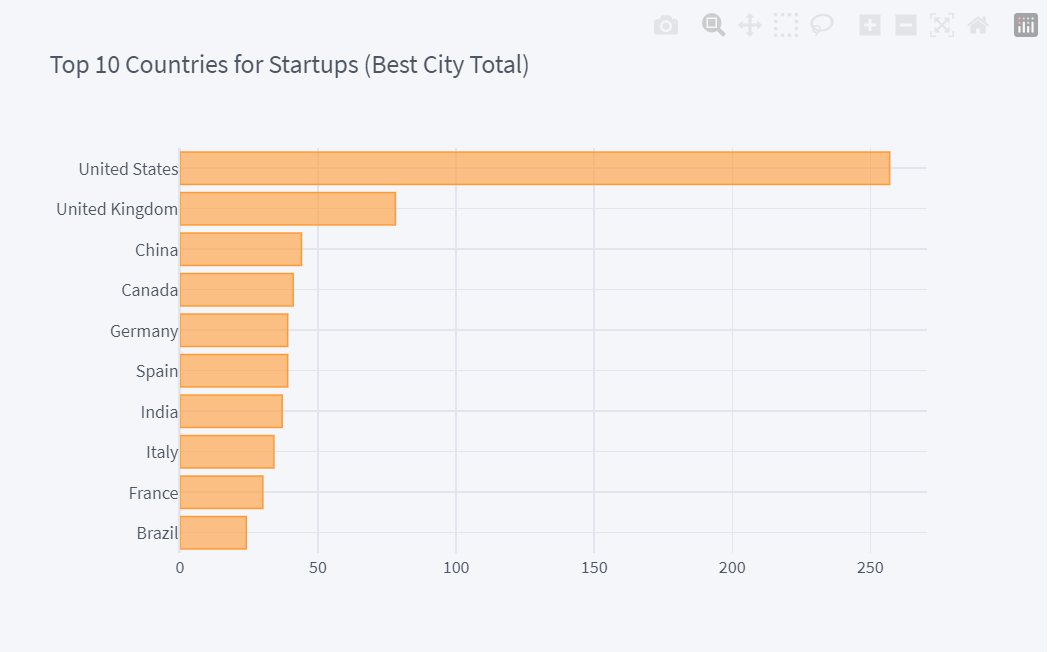 Top 10 Countries for Startups (Best City Total)
United States
United Kingdom
China
Canada
Germany
Spain
India
Italy
France
Brazil
0 50 100 150 200 250